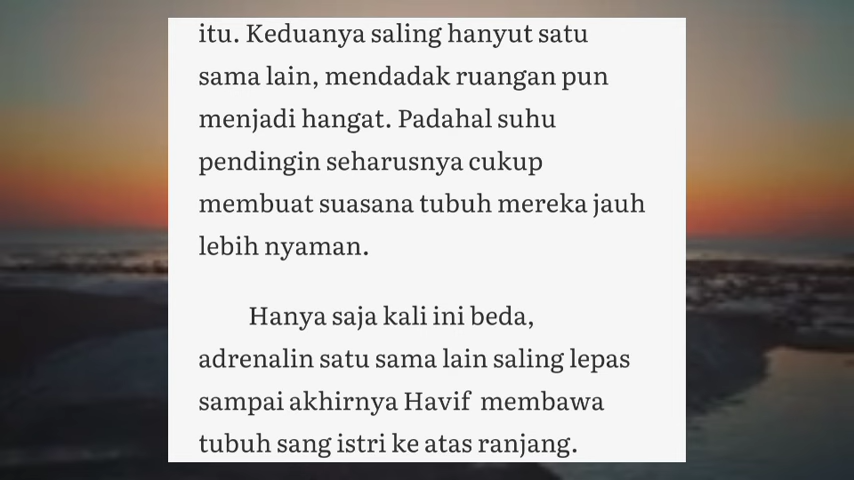 itu. Keduanya saling hanyut satu
sama lain, mendadak ruangan pun
menjadi hangat. Padahal suhu
pendingin seharusnya cukup
membuat suasana tubuh mereka jauh
lebih nyaman.
Hanya saja kali ini beda,
adrenalin satu sama lain saling lepas
sampai akhirnya Havif  membawa
tubuh sang istri ke atas ranjang.